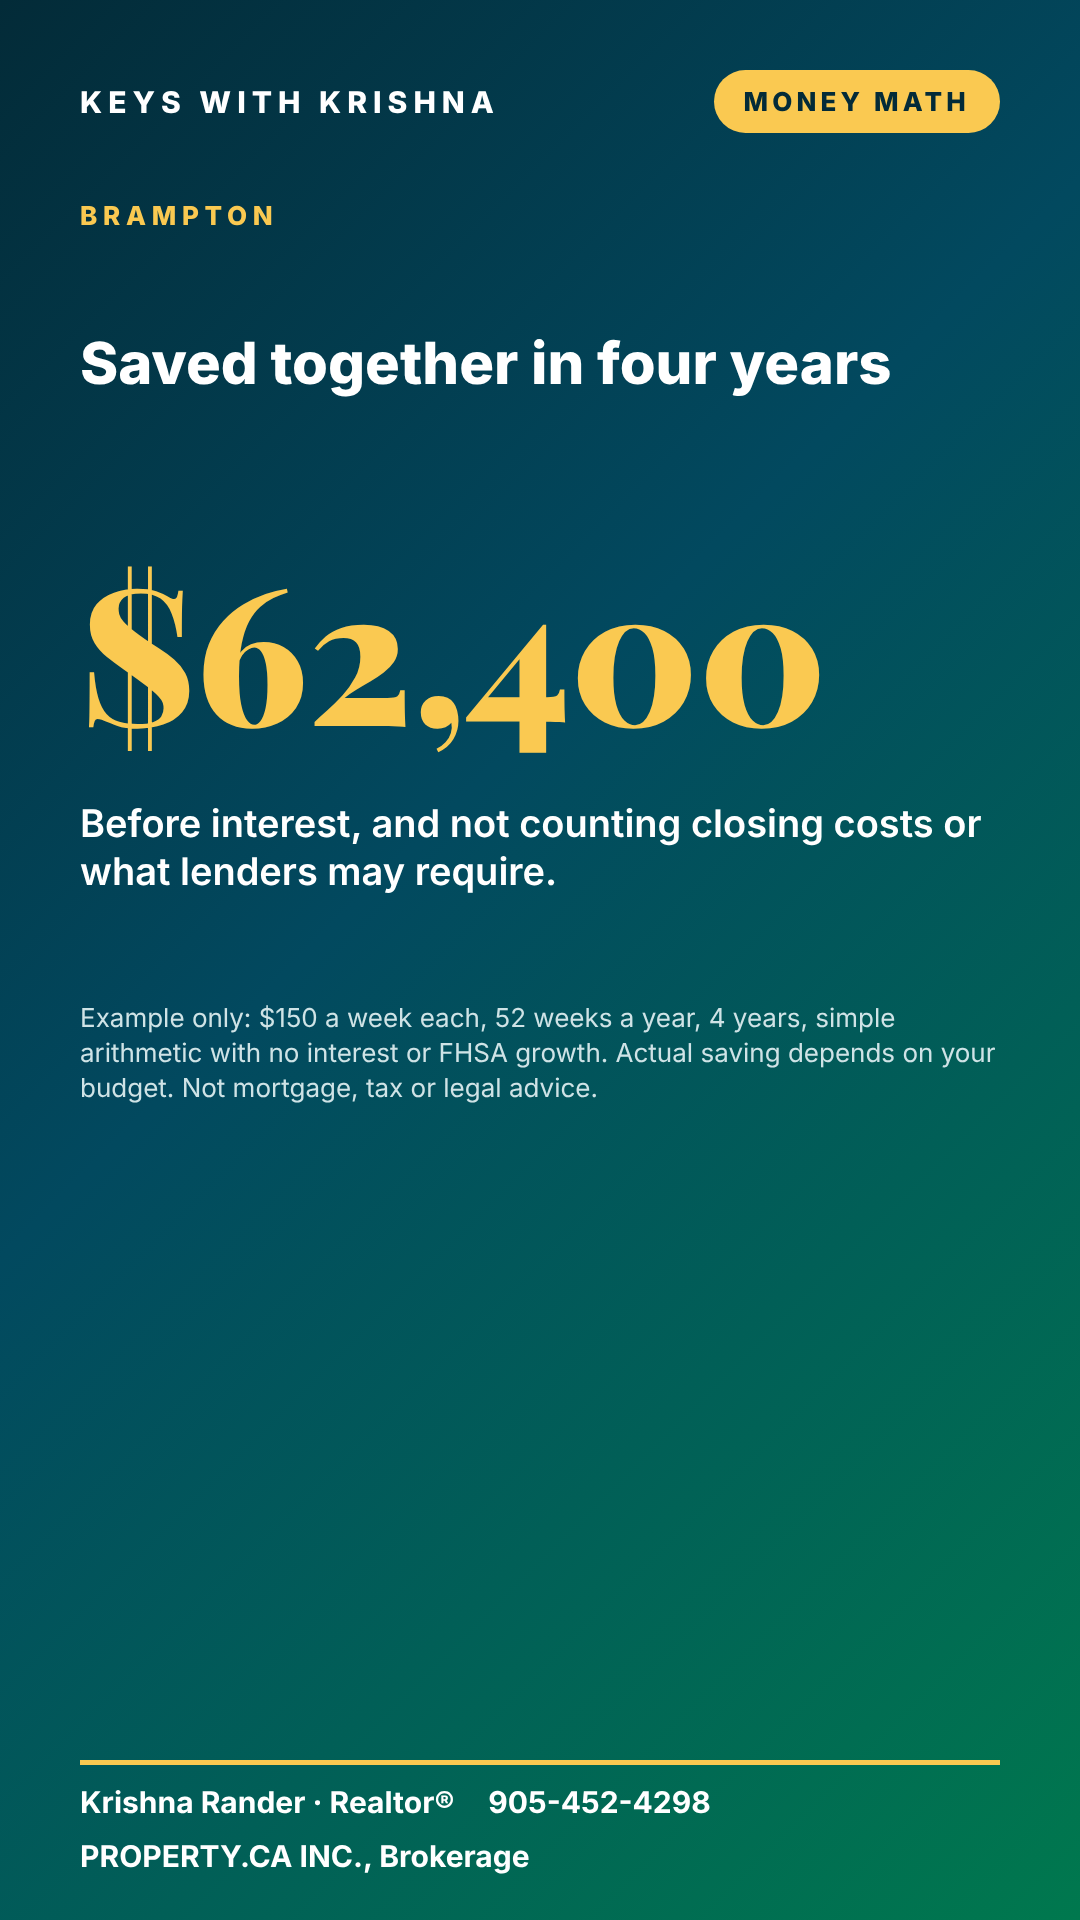 KEYS WITH KRISHNA
MONEY MATH
BRAMPTON
Saved together in four years
$62,400
Before interest, and not counting closing costs or
what lenders may require.
Example only: $150 a week each, 52 weeks a year, 4 years, simple
arithmetic with no interest or FHSA growth. Actual saving depends on your
budget. Not mortgage, tax or legal advice.
Krishna Rander · Realtor® 905-452-4298
PROPERTY.CA INC., Brokerage